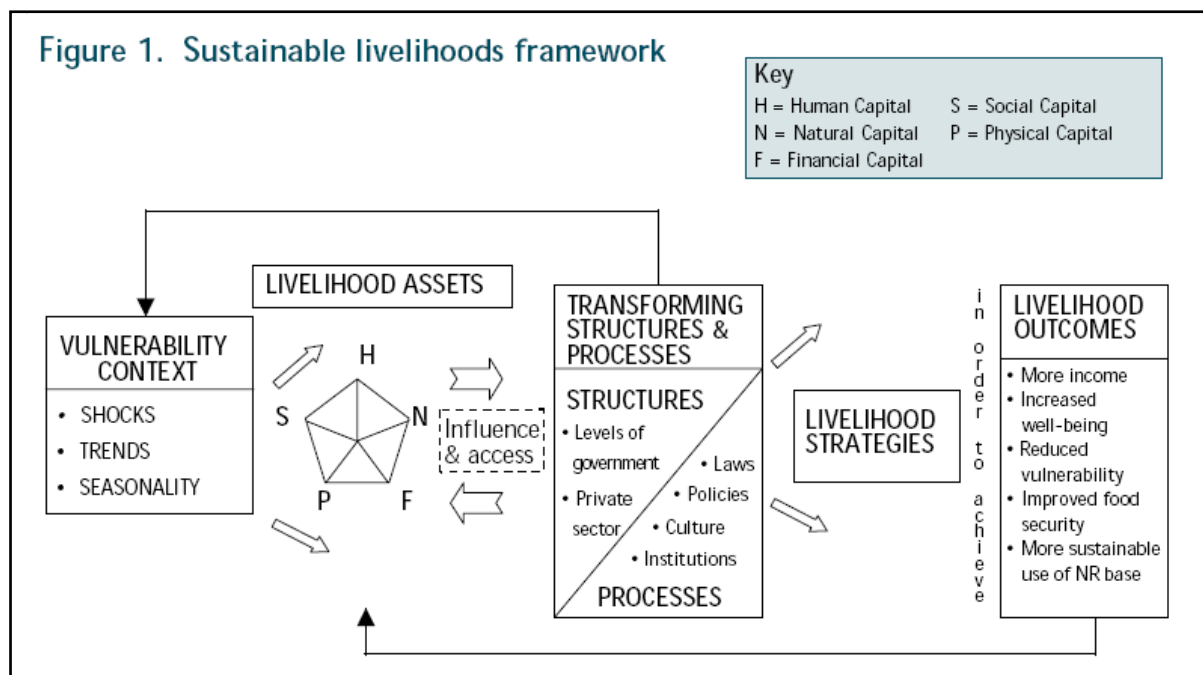 Figure 1. Sustainable livelihoods framework
Key
H = Human Capital S = Social Capital
N = Natural Capital P = Physical Capital
F = Financial Capital
LIVELIHOOD ASSETS
VULNERABILITY
CONTEXT
• SHOCKS
• TRENDS
• SEASONALITY
H
S
N
P
F
Influence
& access
TRANSFORMING
STRUCTURES &
PROCESSES
STRUCTURES
• Levels of
government
• Private
sector
• Laws
• Policies
• Culture
• Institutions
PROCESSES
LIVELIHOOD
STRATEGIES
in order to achieve
LIVELIHOOD
OUTCOMES
• More income
• Increased
well-being
• Reduced
vulnerability
• Improved food
security
• More sustainable
use of NR base